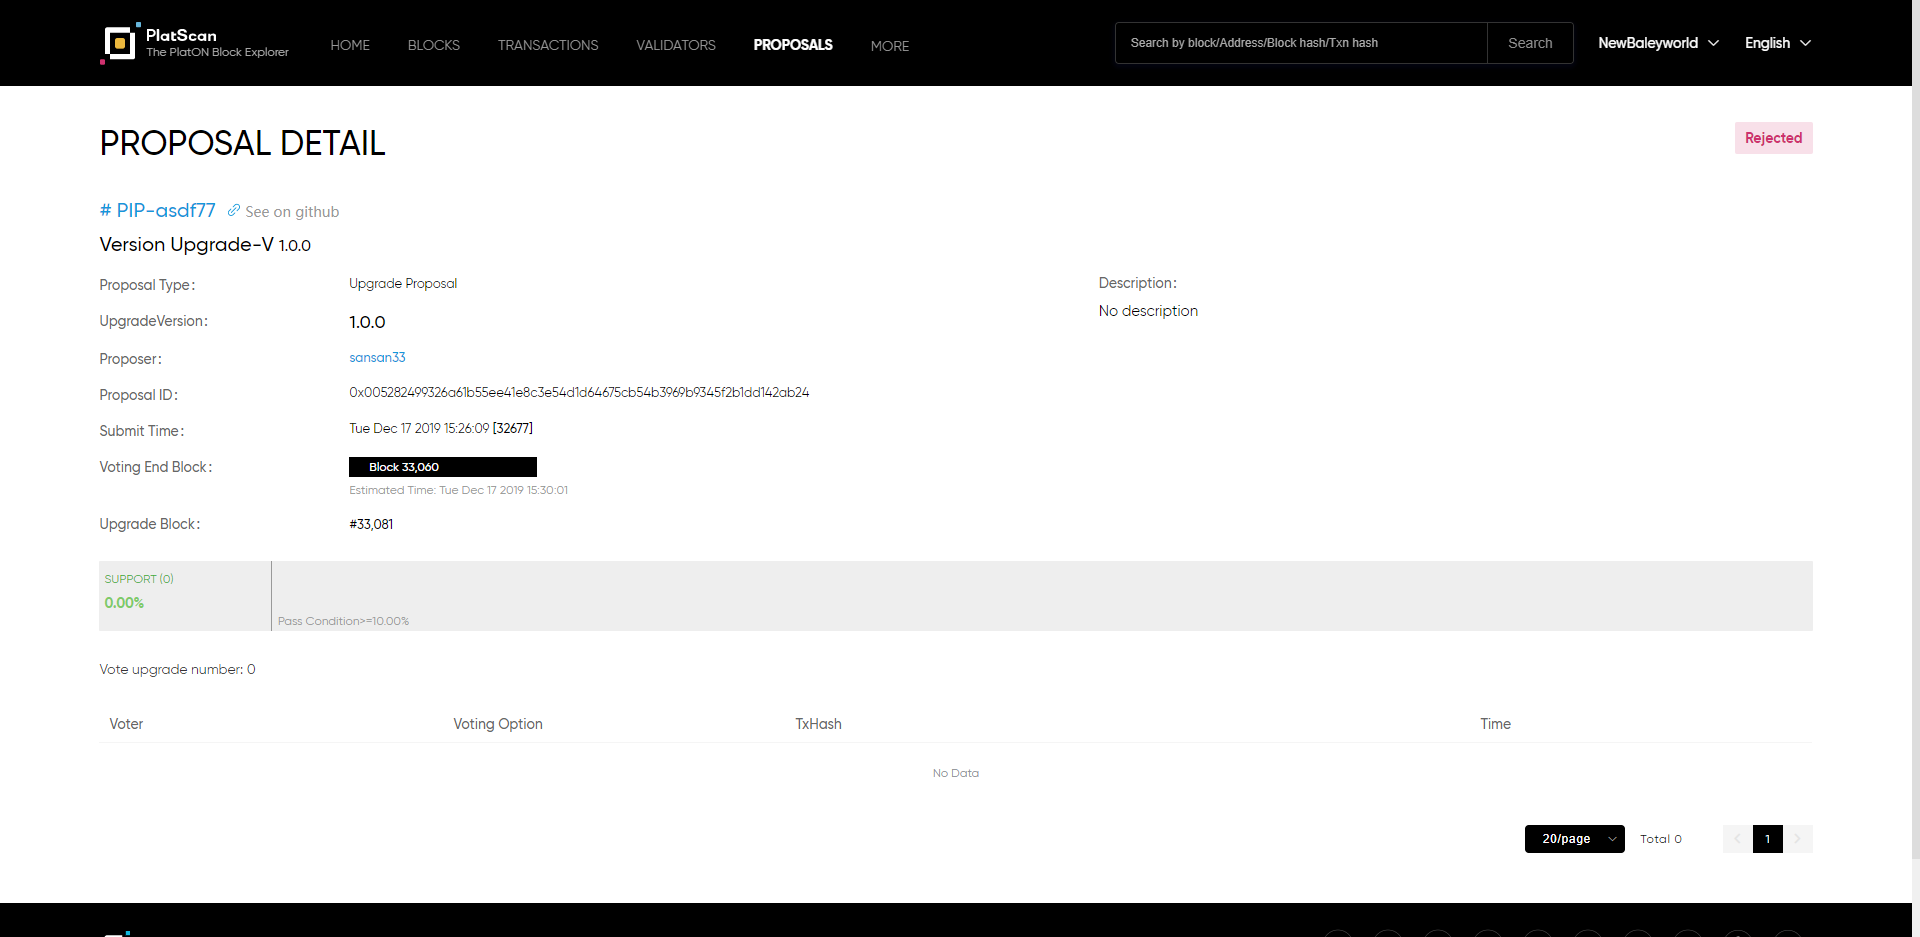 PlatScan
The PlatON Block Explorer
HOME
BLOCKS
TRANSACTIONS
VALIDATORS
PROPOSALS
MORE
Search by block/Address/Block hash/Txn hash
Search
NewBaleyworld
English
PROPOSAL DETAIL
Rejected
# PIP-asdf77
See on github
Version Upgrade-V 1.0.0
Proposal Type:
Upgrade Proposal
UpgradeVersion:
1.0.0
Proposer:
sansan33
Proposal ID:
0x005282499326a61b55ee41e8c3e54d1d64675cb54b3969b9345f2b1dd142ab24
Submit Time:
Tue Dec 17 2019 15:26:09 [32677]
Voting End Block:
Block 33,060
Estimated Time: Tue Dec 17 2019 15:30:01
Upgrade Block:
#33,081
Description:
No description
SUPPORT (0)
0.00%
Pass Condition>=10.00%
Vote upgrade number: 0
Voter
Voting Option
TxHash
Time
No Data
20/page
Total 0
1